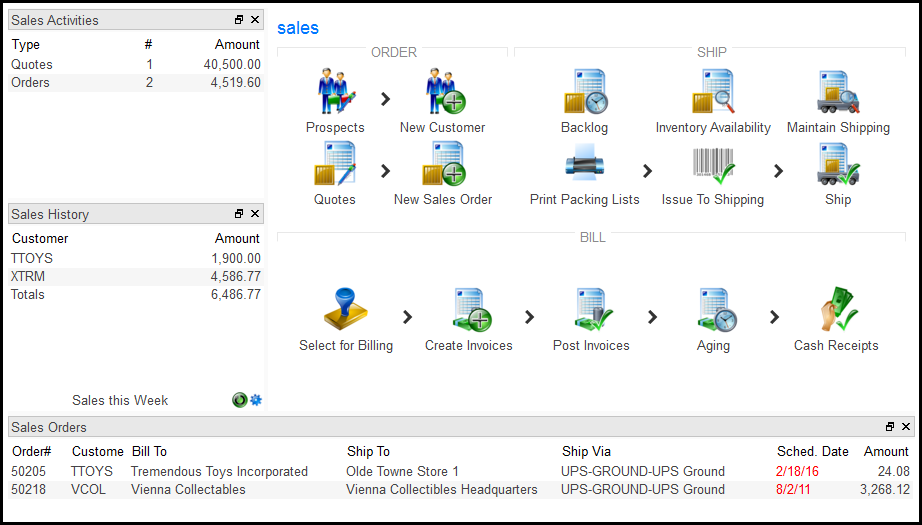 Sales Activities
Type # Amount
Quotes 1 40,500.00
Orders 2 4,519.60
Sales History
Customer Amount
TTOYS 1,900.00
XTRM 4,586.77
Totals 6,486.77
Sales this Week
sales
ORDER
Prospects New Customer
Quotes New Sales Order
SHIP
Backlog Inventory Availability Maintain Shipping
Print Packing Lists Issue To Shipping Ship
BILL
Select for Billing Create Invoices Post Invoices Aging Cash Receipts
Sales Orders
Order# Custome Bill To Ship To Ship Via Sched. Date Amount
50205 TTOYS Tremendous Toys Incorporated Olde Towne Store 1 UPS-GROUND-UPS Ground 2/18/16 24.08
50218 VCOL Vienna Collectables Vienna Collectibles Headquarters UPS-GROUND-UPS Ground 8/2/11 3,268.12